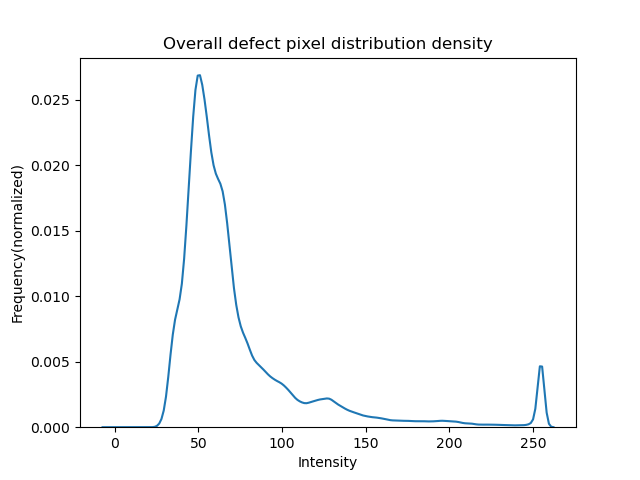 Overall defect pixel distribution density
Frequency(normalized)
0.025
0.020
0.015
0.010
0.005
0.000
0 50 100 150 200 250
Intensity